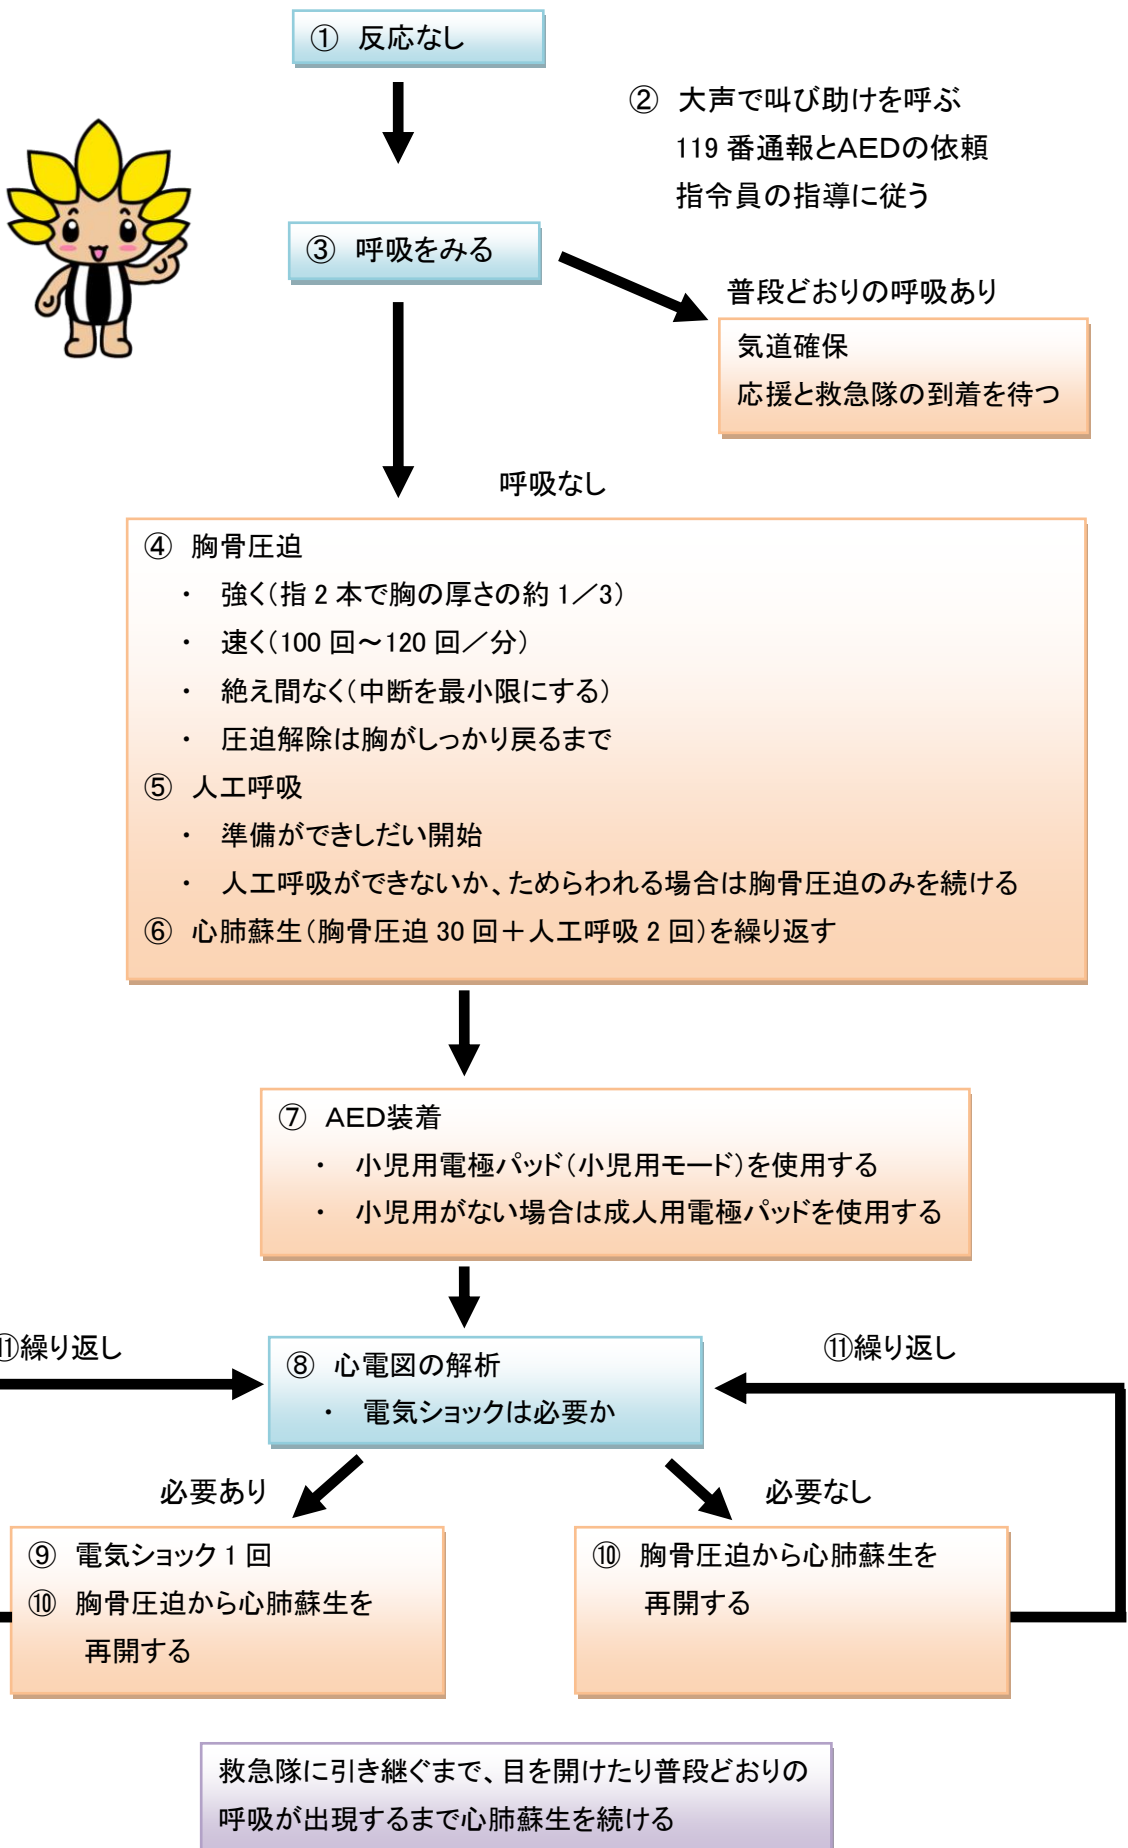 ① 反応なし
② 大声で叫び助けを呼ぶ
119 番通報とAEDの依頼
指令員の指導に従う
③ 呼吸をみる
普段どおりの呼吸あり
気道確保
応援と救急隊の到着を待つ
呼吸なし
④ 胸骨圧迫
・ 強く(指 2 本で胸の厚さの約 1/3)
・ 速く(100 回~120 回/分)
・ 絶え間なく(中断を最小限にする)
・ 圧迫解除は胸がしっかり戻るまで
⑤ 人工呼吸
・ 準備ができしだい開始
・ 人工呼吸ができないか、ためらわれる場合は胸骨圧迫のみを続ける
⑥ 心肺蘇生(胸骨圧迫 30 回+人工呼吸 2 回)を繰り返す
⑦ AED装着
・ 小児用電極パッド(小児用モード)を使用する
・ 小児用がない場合は成人用電極パッドを使用する
⑪繰り返し
⑪繰り返し
⑧ 心電図の解析
・ 電気ショックは必要か
必要あり
必要なし
⑨ 電気ショック 1 回
⑩ 胸骨圧迫から心肺蘇生を
再開する
⑩ 胸骨圧迫から心肺蘇生を
再開する
救急隊に引き継ぐまで、目を開けたり普段どおりの
呼吸が出現するまで心肺蘇生を続ける